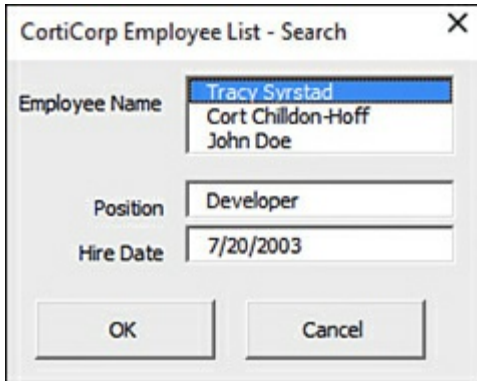 CortiCorp Employee List - Search
Employee Name
Tracy Syrstad
Cort Chilldon-Hoff
John Doe
Position
Developer
Hire Date
7/20/2003
OK
Cancel